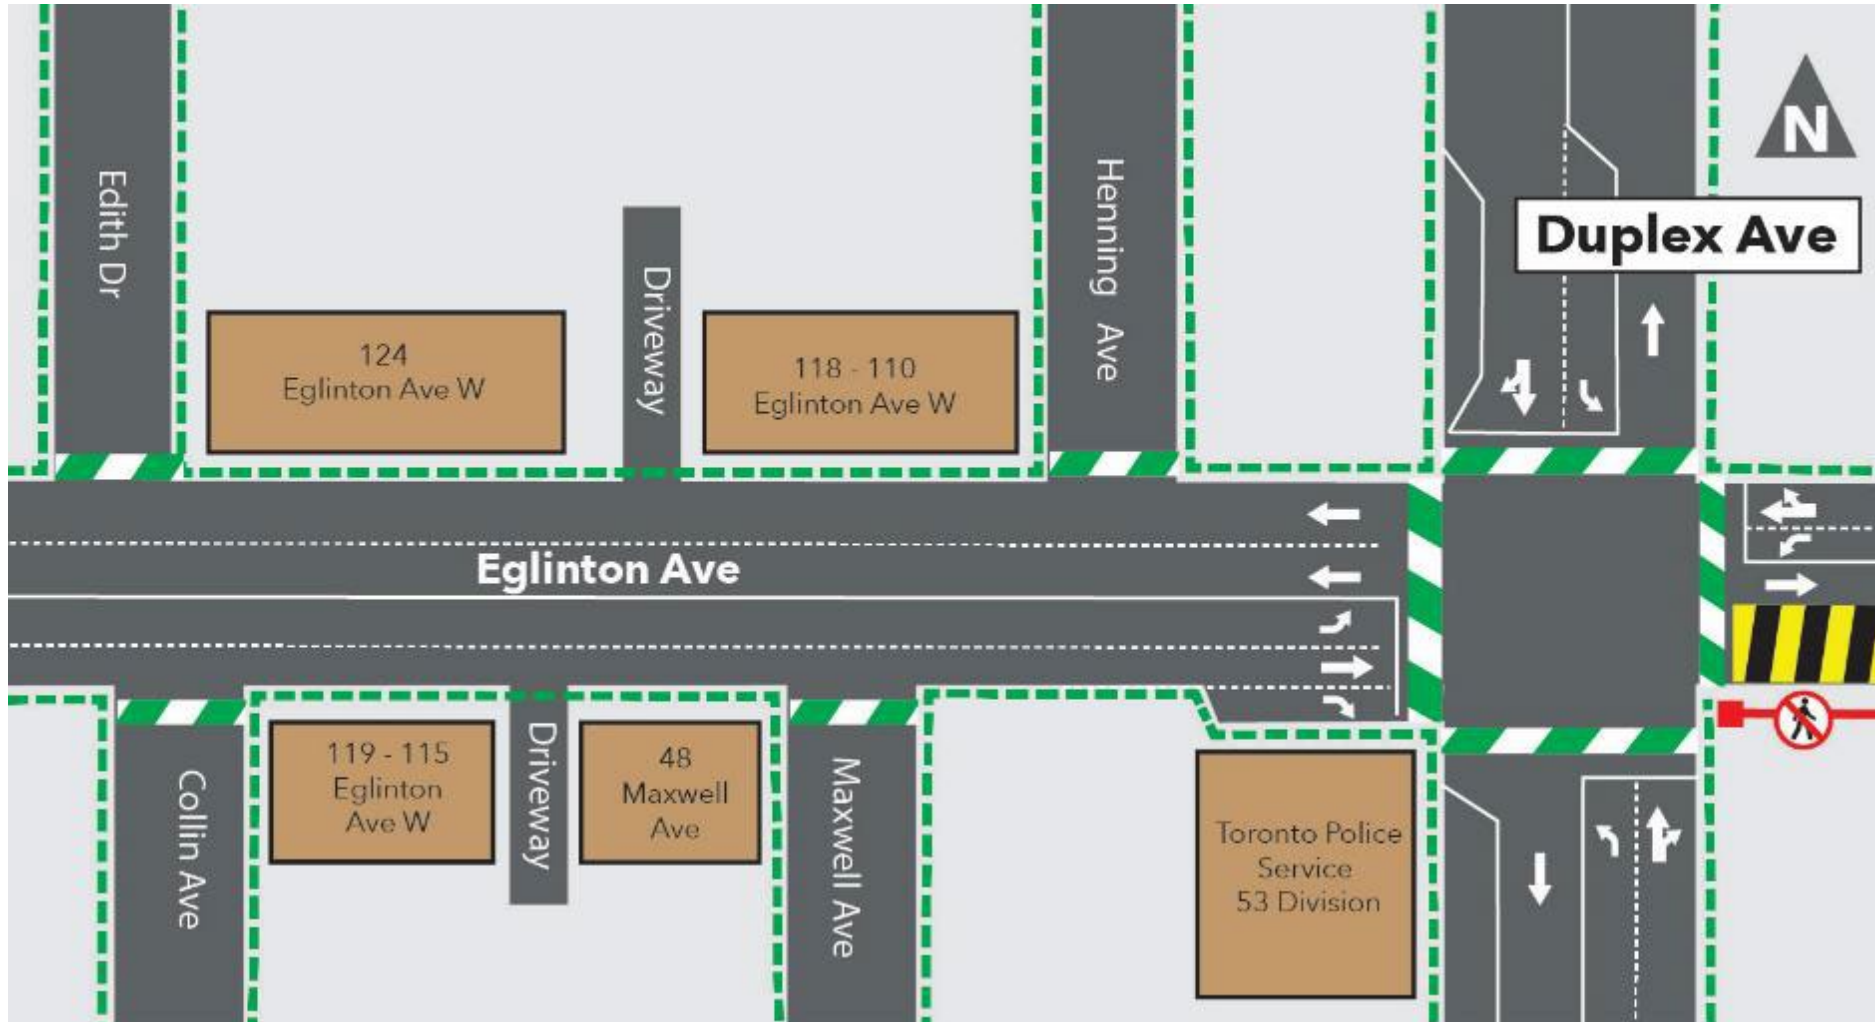 N
Duplex Ave
Edith Dr
Driveway
Henning Ave
124
Eglinton Ave W
118 - 110
Eglinton Ave W
Eglinton Ave
Collin Ave
119 - 115
Eglinton
Ave W
Driveway
48
Maxwell
Ave
Maxwell Ave
Toronto Police
Service
53 Division